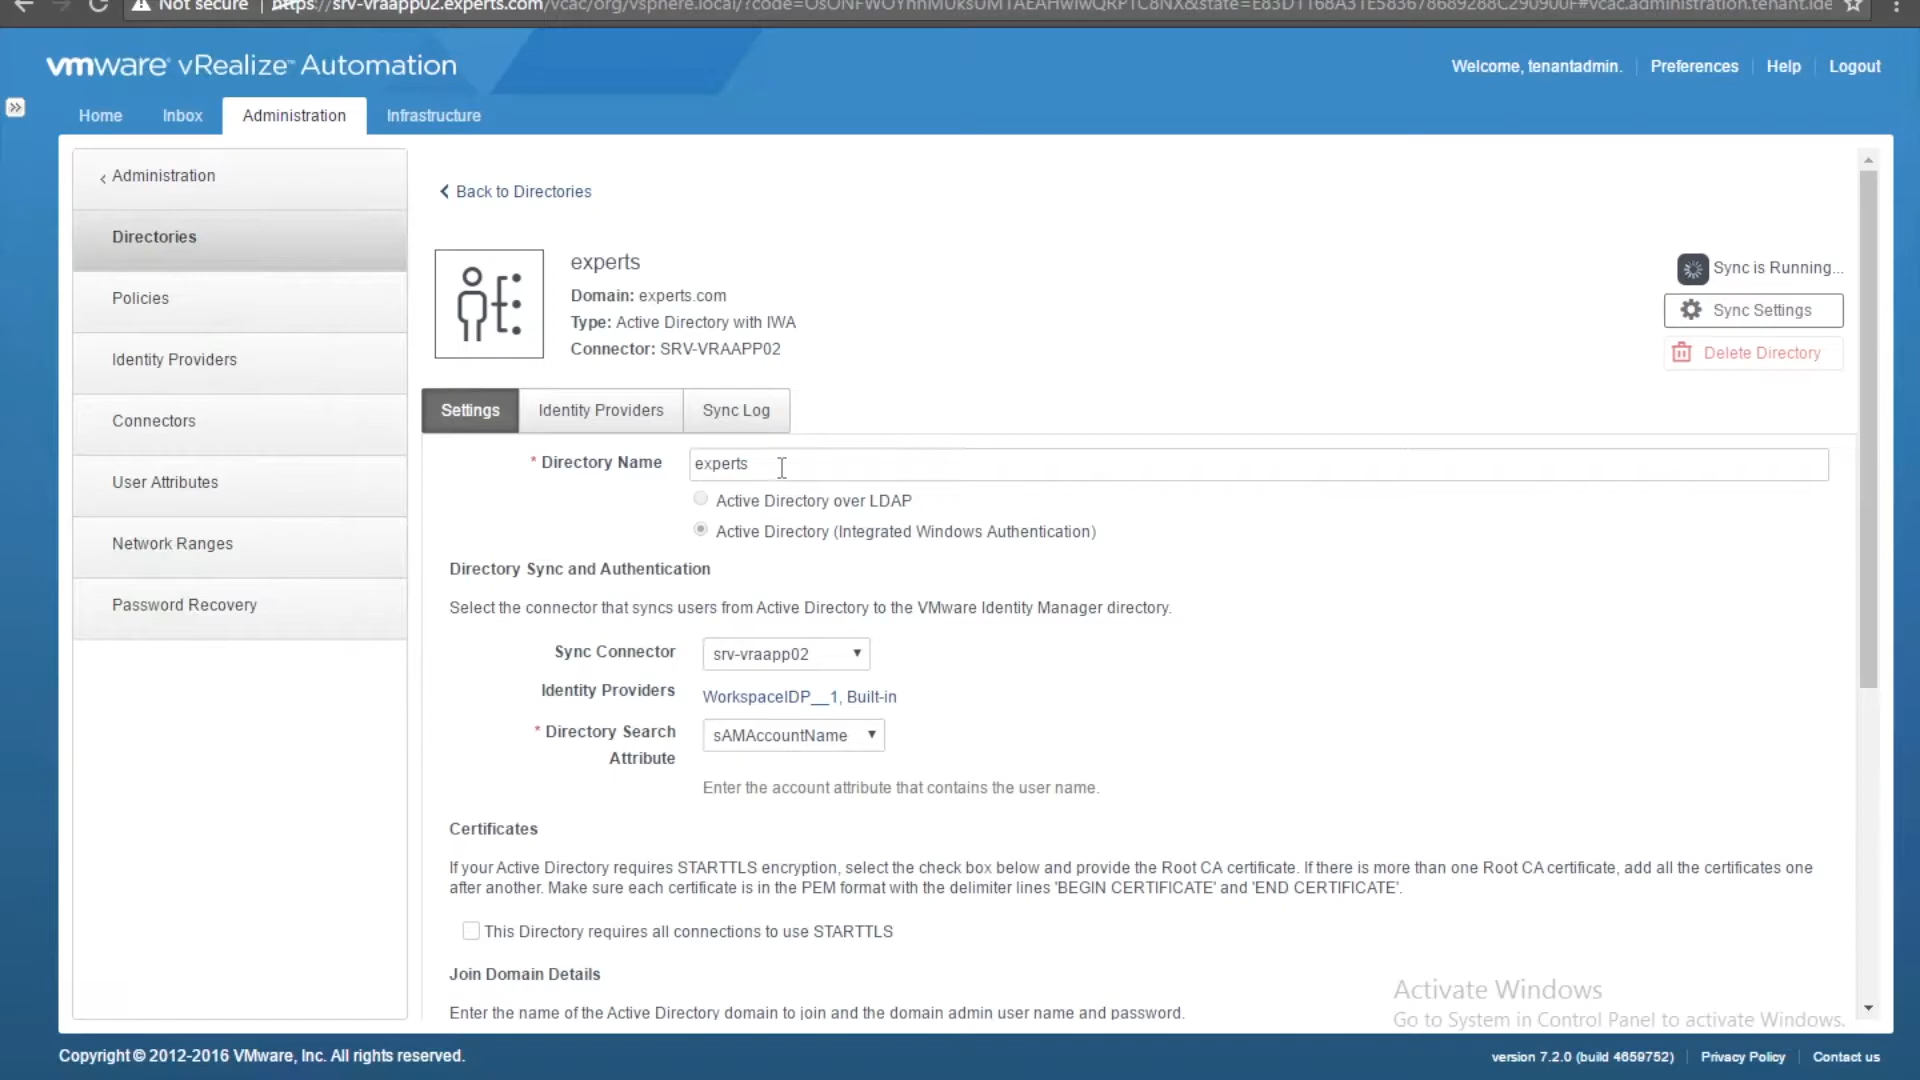 Not secure | https://srv-vraapp02.experts.com/vcac/org/vsphere.local/
vmware vRealize Automation
Welcome, tenantadmin. | Preferences | Help | Logout
Home Inbox Administration Infrastructure
Administration
Directories
Policies
Identity Providers
Connectors
User Attributes
Network Ranges
Password Recovery
Back to Directories
experts
Domain: experts.com
Type: Active Directory with IWA
Connector: SRV-VRAAPP02
Sync is Running...
Sync Settings
Delete Directory
Settings Identity Providers Sync Log
* Directory Name experts
Active Directory over LDAP
Active Directory (Integrated Windows Authentication)
Directory Sync and Authentication
Select the connector that syncs users from Active Directory to the VMware Identity Manager directory.
Sync Connector srv-vraapp02
Identity Providers WorkspaceIDP__1, Built-in
* Directory Search Attribute sAMAccountName
Enter the account attribute that contains the user name.
Certificates
If your Active Directory requires STARTTLS encryption, select the check box below and provide the Root CA certificate. If there is more than one Root CA certificate, add all the certificates one
after another. Make sure each certificate is in the PEM format with the delimiter lines 'BEGIN CERTIFICATE' and 'END CERTIFICATE'.
This Directory requires all connections to use STARTTLS
Join Domain Details
Enter the name of the Active Directory domain to join and the domain admin user name and password.
Activate Windows
Go to System in Control Panel to activate Windows.
Copyright © 2012-2016 VMware, Inc. All rights reserved.
version 7.2.0 (build 4659752) | Privacy Policy | Contact us